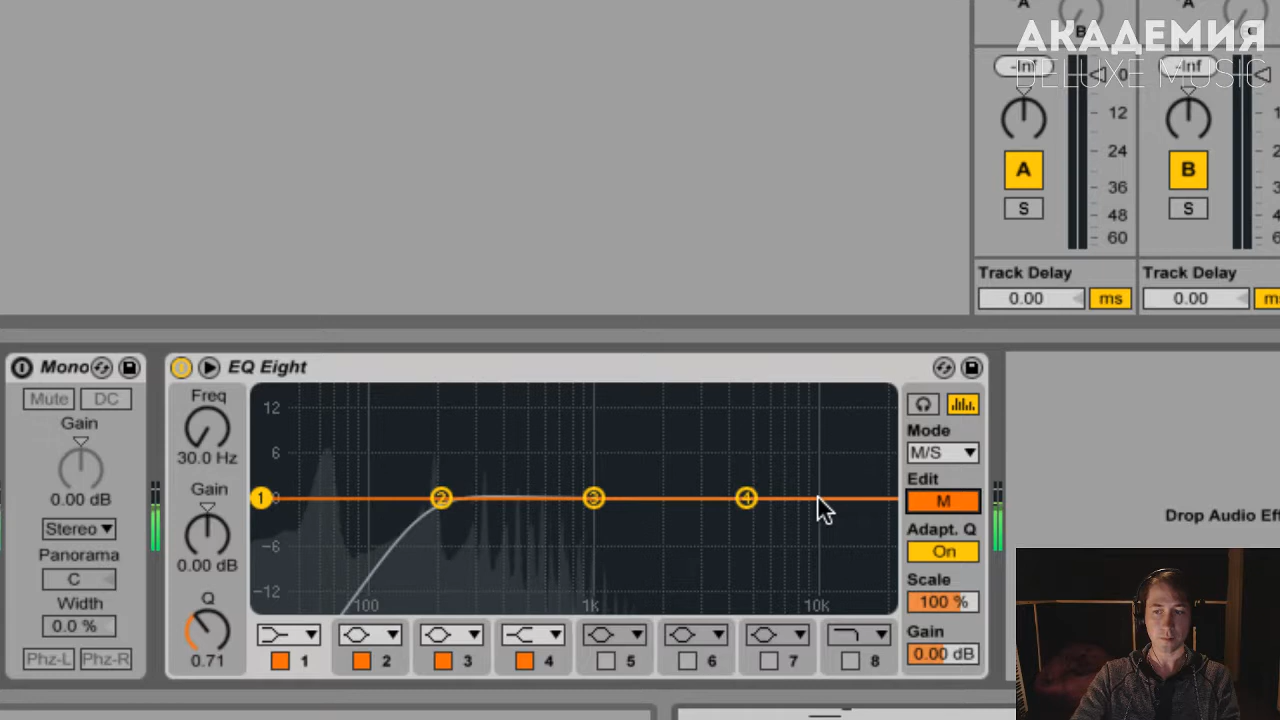 A
A
АКАДЕМИЯ
DELUXE MUSIC
B
-Inf
-Inf
0
12
24
36
48
60
A
B
S
S
Track Delay
Track Delay
0.00
ms
0.00
Mono
EQ Eight
Mute
DC
Gain
0.00 dB
Stereo
Panorama
C
Width
0.0 %
Phz-L
Phz-R
Freq
30.0 Hz
Gain
0.00 dB
Q
0.71
12
6
0
-6
-12
100
1k
10k
1
2
3
4
1
2
3
4
5
6
7
8
Mode
M/S
Edit
M
Adapt. Q
On
Scale
100 %
Gain
0.00 dB
Drop Audio Ef